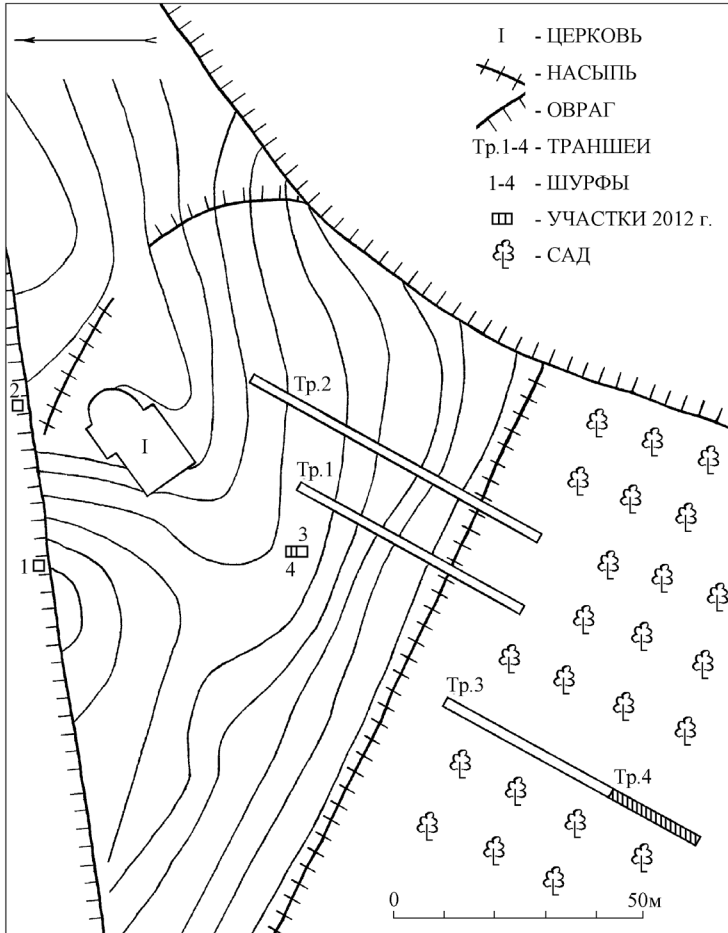 I - ЦЕРКОВЬ
- НАСЫПЬ
- ОВРАГ
Тр.1-4 - ТРАНШЕИ
1-4 - ШУРФЫ
- УЧАСТКИ 2012 г.
- САД
2
Тр.2
I
Тр.1
3
4
1
Тр.3
Тр.4
0 50м